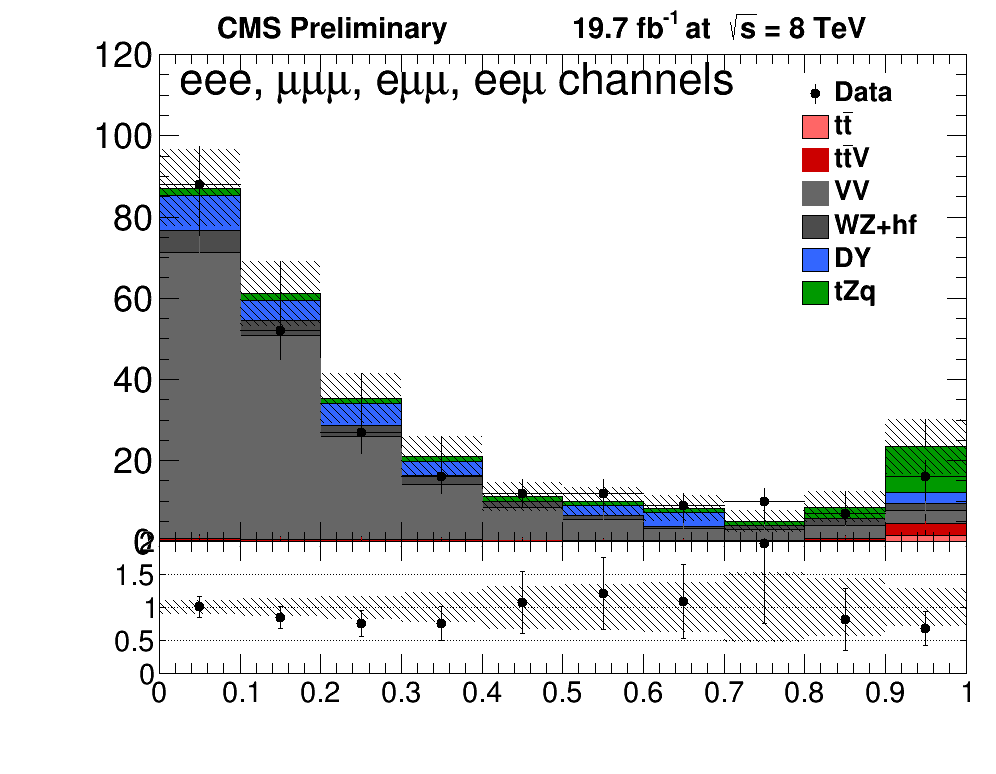 CMS Preliminary 19.7 fb⁻¹ at √s = 8 TeV
eee, μμμ, eμμ, eeμ channels
Data
tt̄
tt̄V
VV
WZ+hf
DY
tZq
120
100
80
60
40
20
0
2
1.5
1
0.5
0
0 0.1 0.2 0.3 0.4 0.5 0.6 0.7 0.8 0.9 1